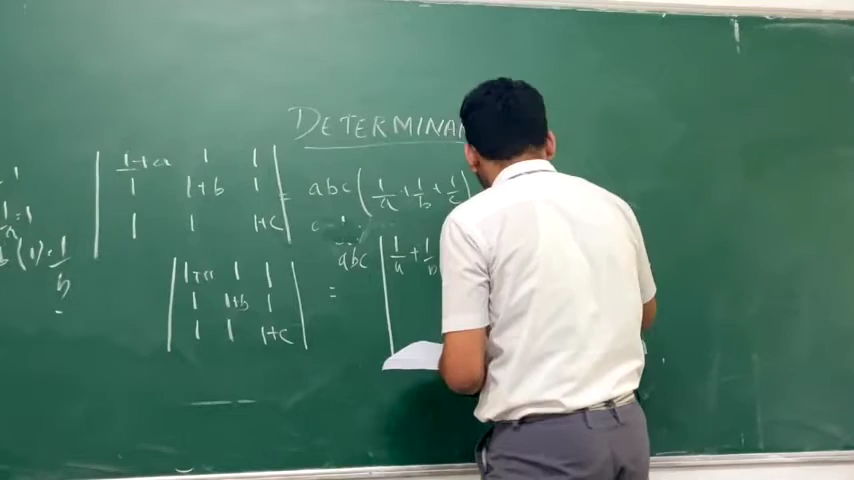 DETERMINAN
| 1+a 1 1 |
| 1 1+b 1 | = abc ( 1/a + 1/b + 1/c )
| 1 1 1+c |
| 1+a 1 1 |
| 1 1+b 1 | = abc | 1/a + 1/b
| 1 1 1+c |